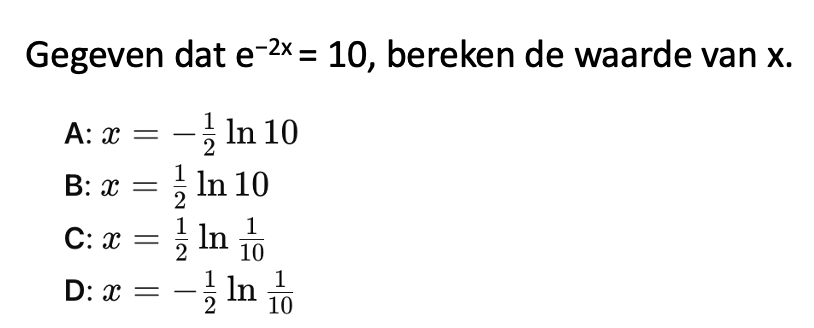 Gegeven dat e⁻²ˣ = 10, bereken de waarde van x.
A: x = −½ ln 10
B: x = ½ ln 10
C: x = ½ ln 1/10
D: x = −½ ln 1/10